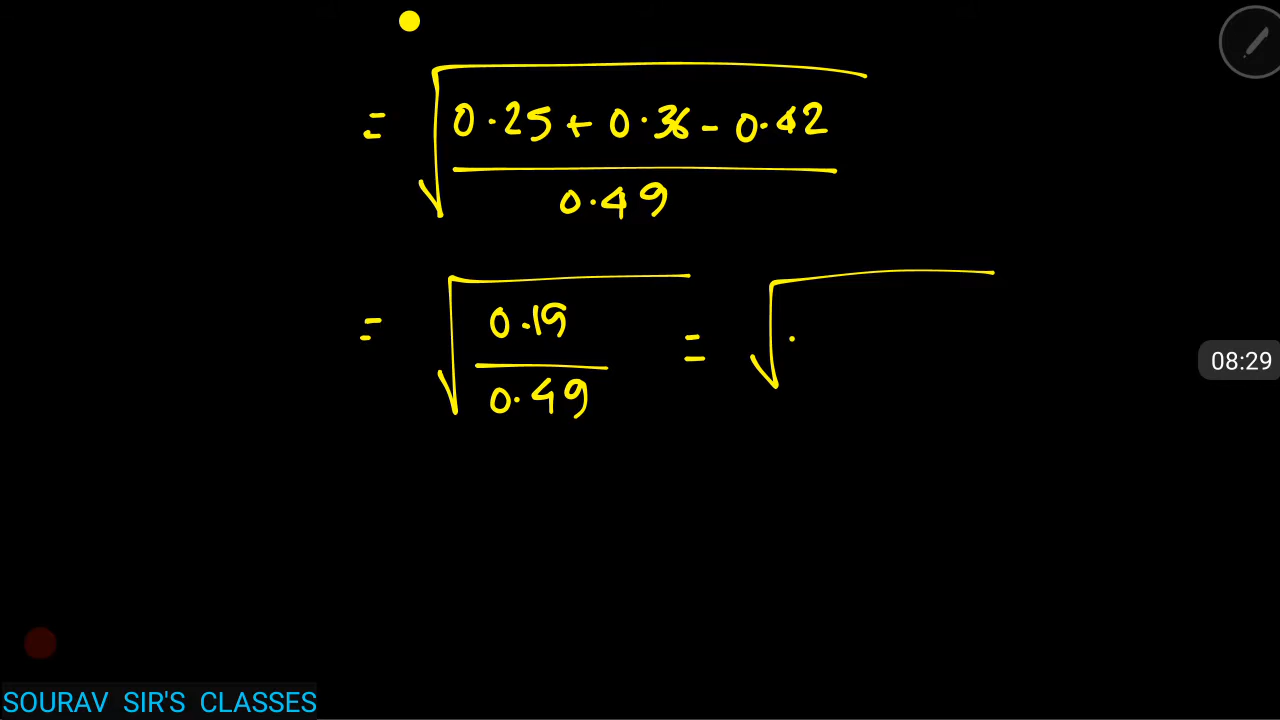 = √(0.25 + 0.36 - 0.42 / 0.49)
= √(0.19 / 0.49) = √.
08:29
SOURAV SIR'S CLASSES